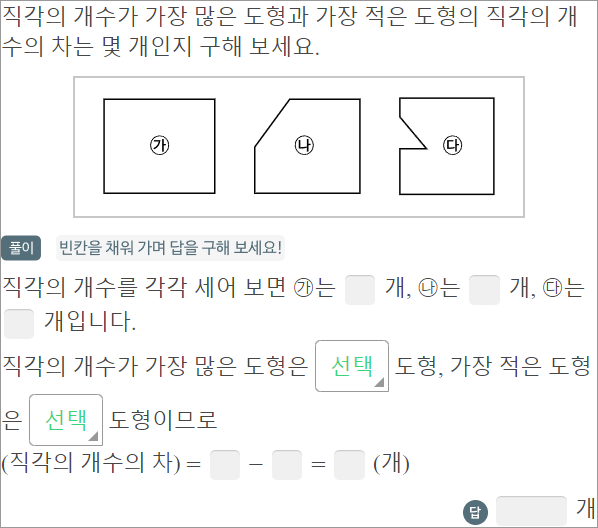 직각의 개수가 가장 많은 도형과 가장 적은 도형의 직각의 개
수의 차는 몇 개인지 구해 보세요.
㉮ ㉯ ㉰
풀이 빈칸을 채워 가며 답을 구해 보세요!
직각의 개수를 각각 세어 보면 ㉮는 개, ㉯는 개, ㉰는
개입니다.
직각의 개수가 가장 많은 도형은 선택 도형, 가장 적은 도형
은 선택 도형이므로
(직각의 개수의 차) = − = (개)
답 개